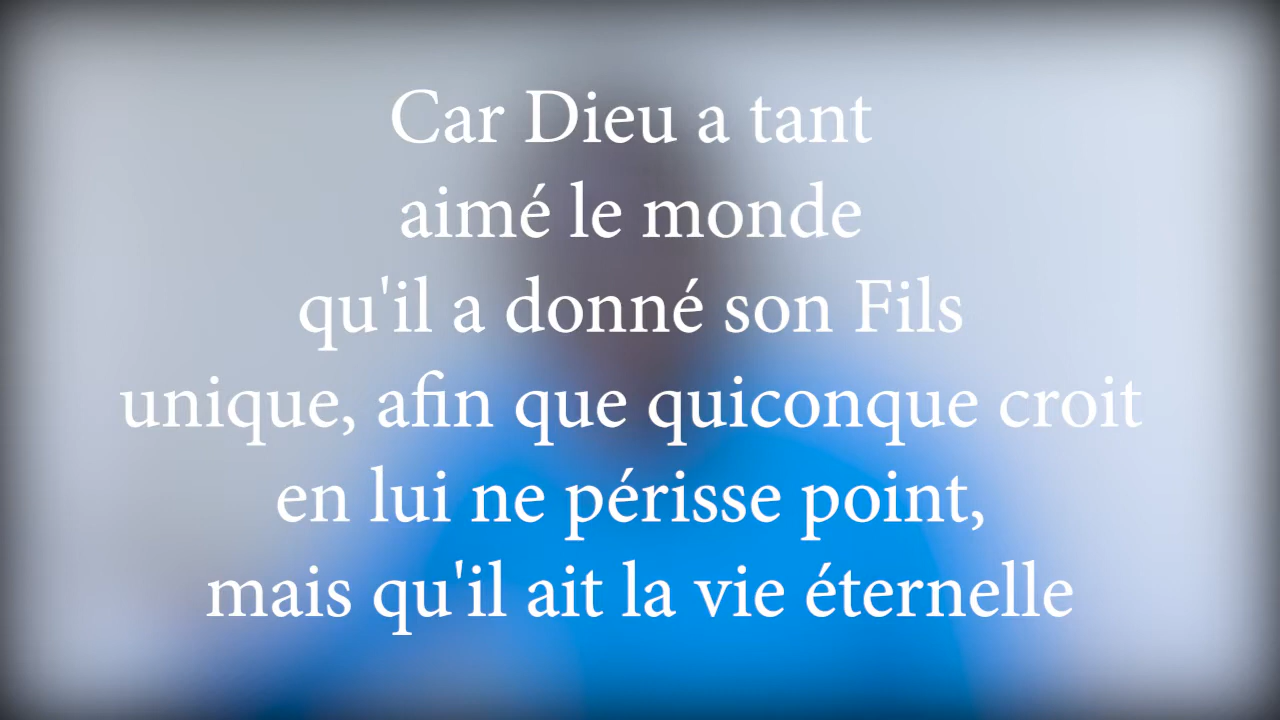 Car Dieu a tant
aimé le monde
qu'il a donné son Fils
unique, afin que quiconque croit
en lui ne périsse point,
mais qu'il ait la vie éternelle